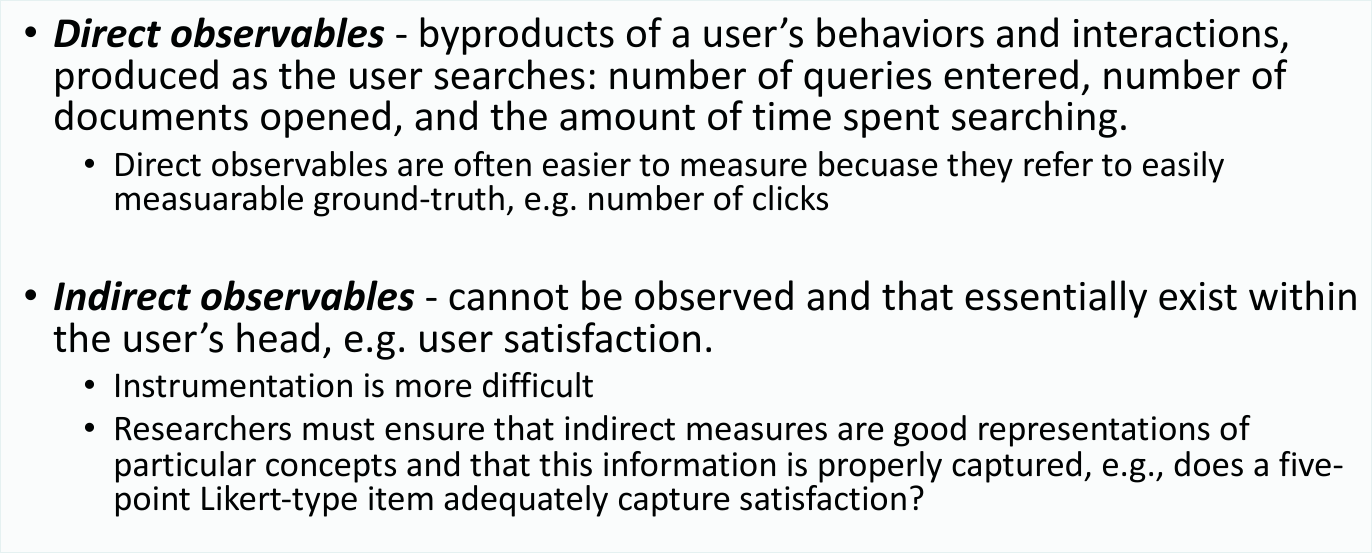 • Direct observables - byproducts of a user’s behaviors and interactions,
produced as the user searches: number of queries entered, number of
documents opened, and the amount of time spent searching.
• Direct observables are often easier to measure becuase they refer to easily
measuarable ground-truth, e.g. number of clicks
• Indirect observables - cannot be observed and that essentially exist within
the user’s head, e.g. user satisfaction.
• Instrumentation is more difficult
• Researchers must ensure that indirect measures are good representations of
particular concepts and that this information is properly captured, e.g., does a five-
point Likert-type item adequately capture satisfaction?